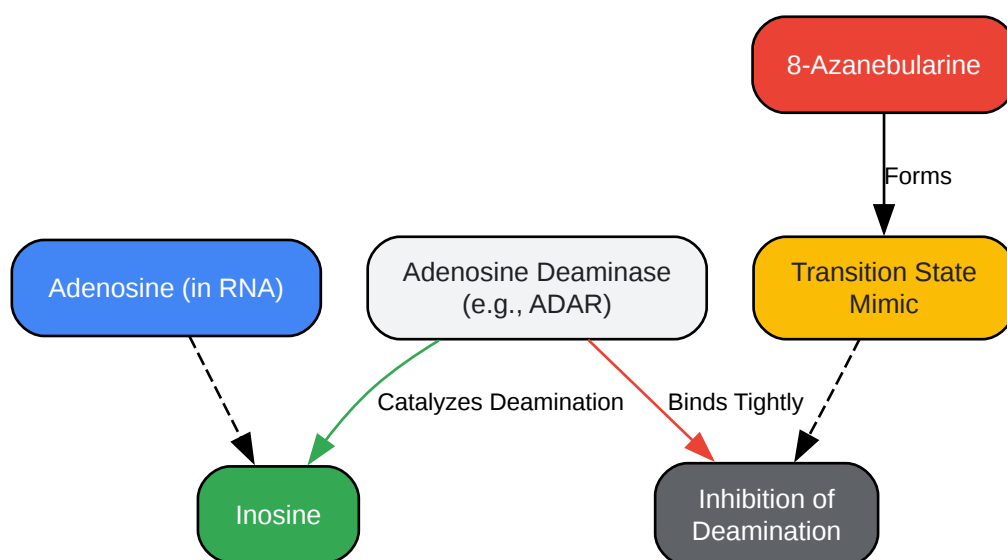 8-Azanebularine
Forms
Adenosine (in RNA)
Adenosine Deaminase
(e.g., ADAR)
Transition State
Mimic
Catalyzes Deamination
Binds Tightly
Inosine
Inhibition of
Deamination